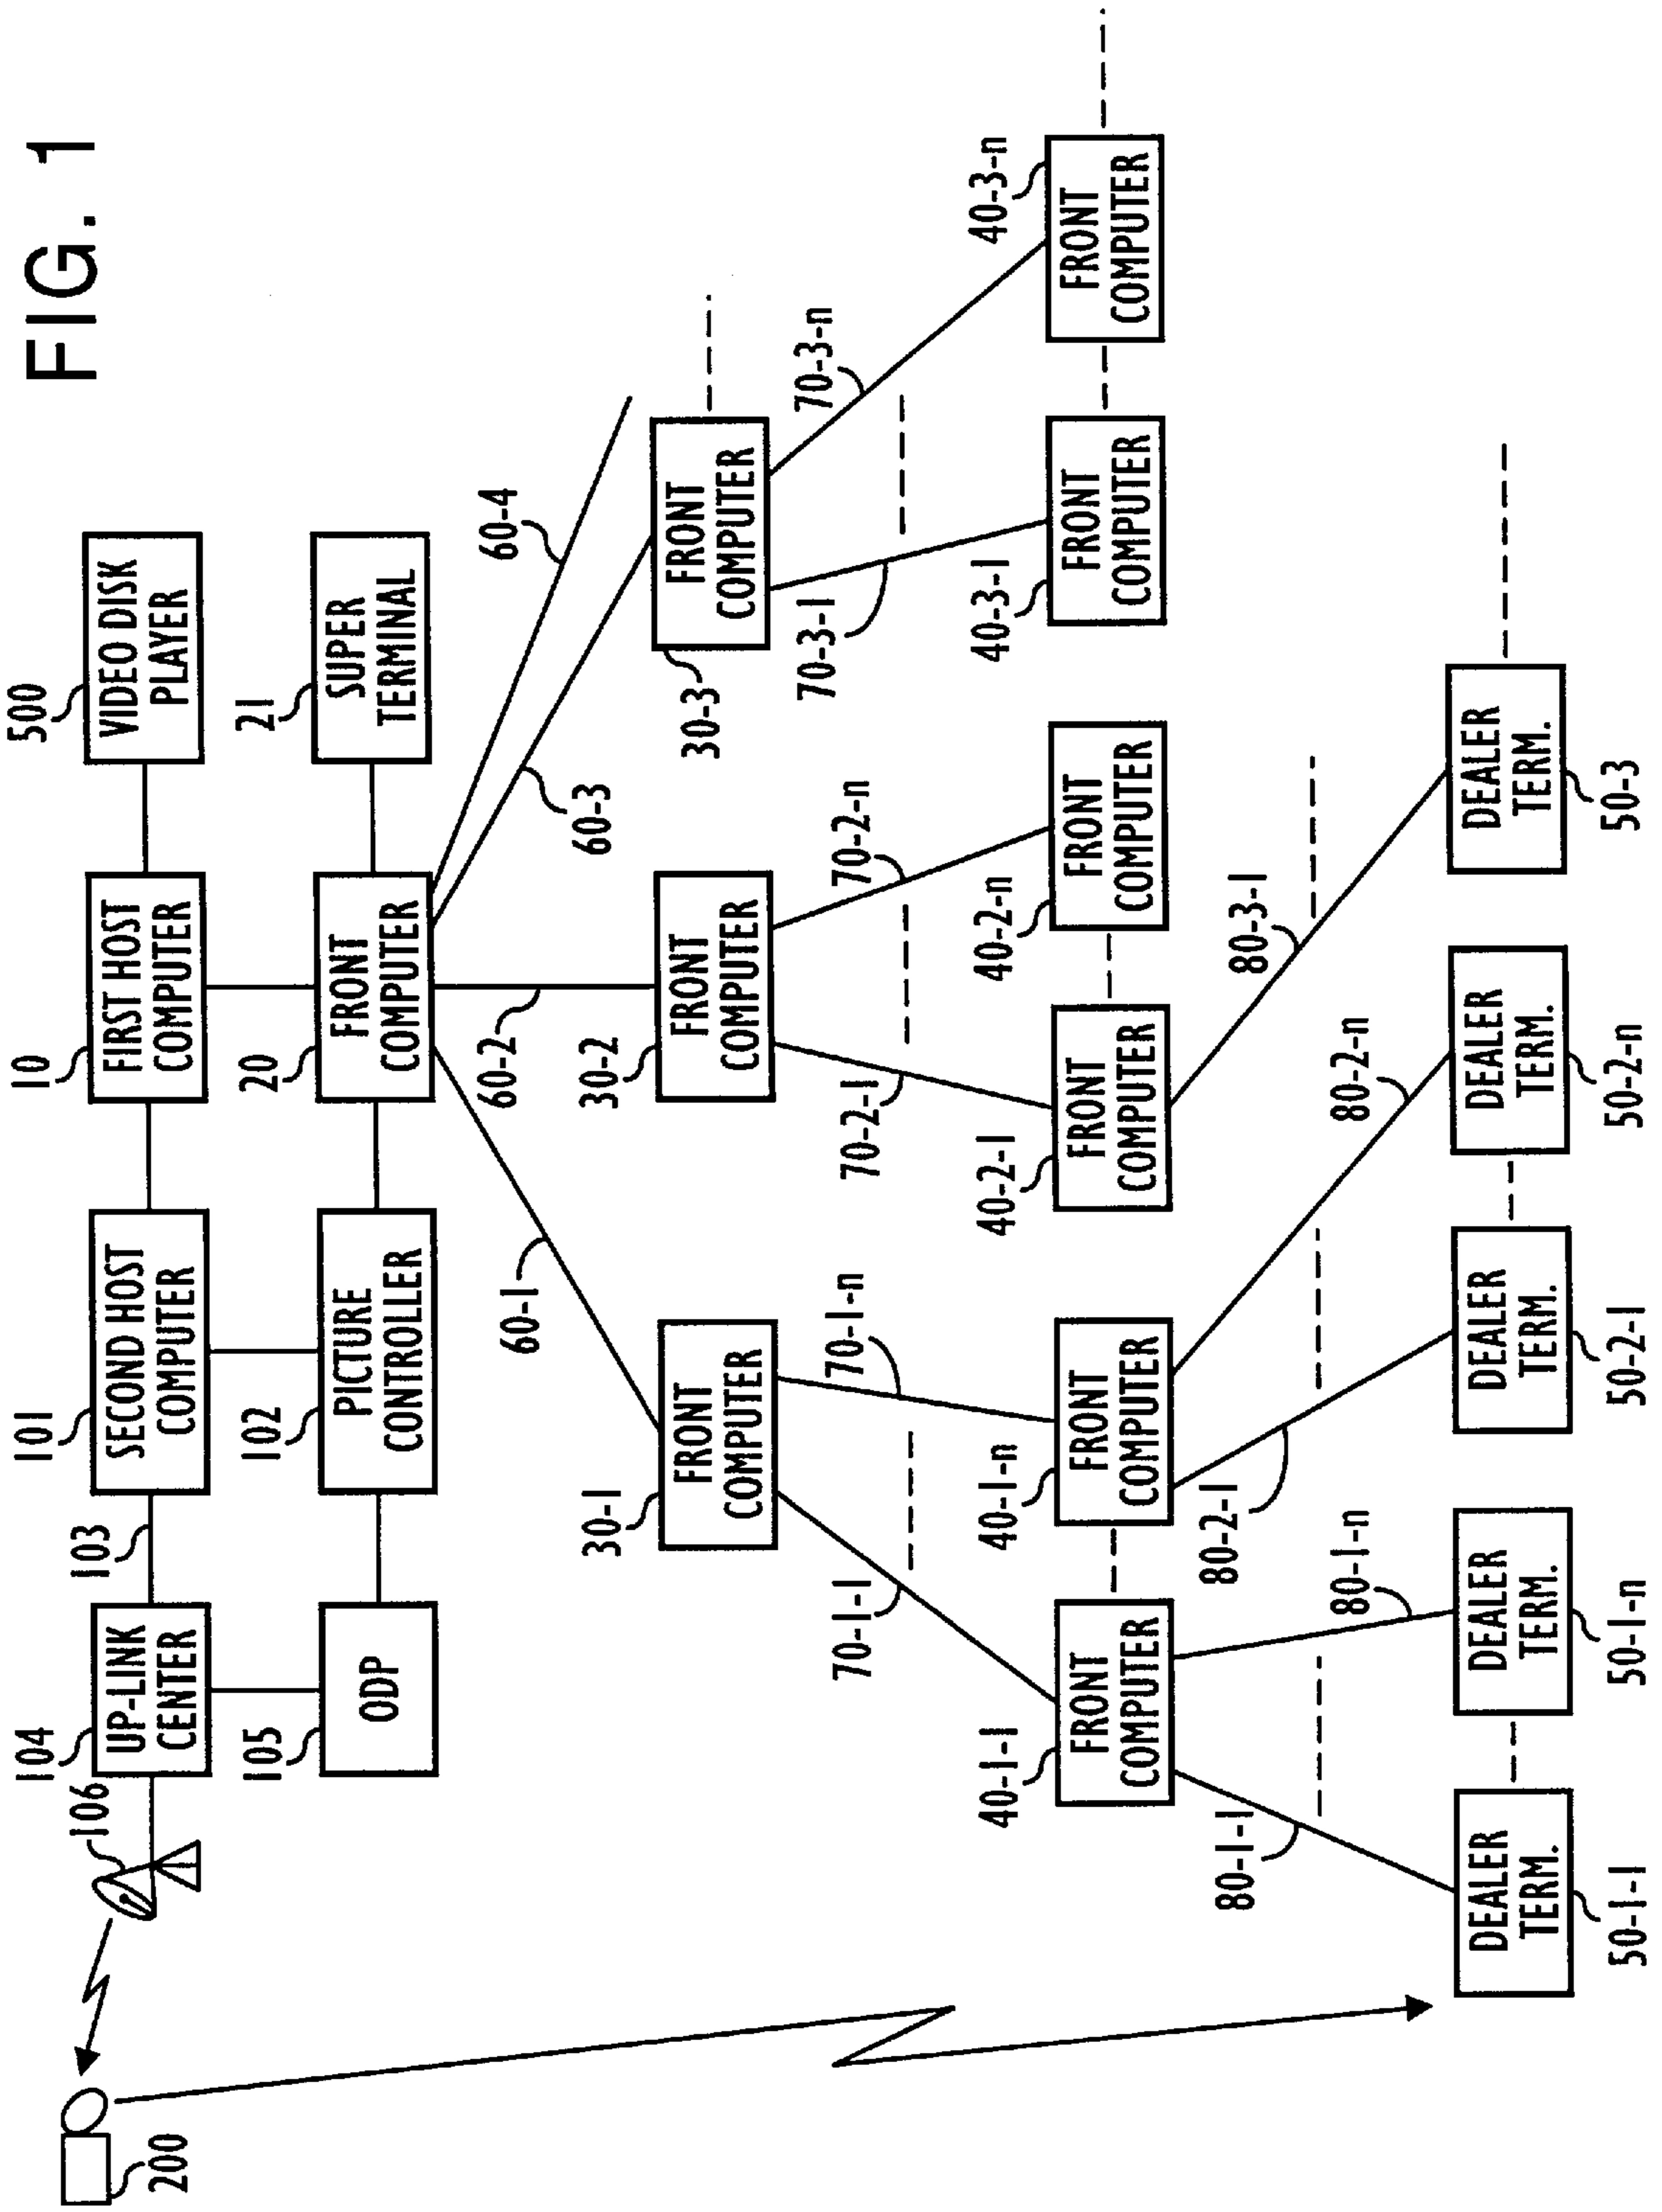 FIG. 1
500
VIDEO DISK
PLAYER
10
FIRST HOST
COMPUTER
101
SECOND HOST
COMPUTER
103
104
UP-LINK
CENTER
106
200
21
SUPER
TERMINAL
20
FRONT
COMPUTER
102
PICTURE
CONTROLLER
105
ODP
60-1
60-2
60-3
60-4
30-1
FRONT
COMPUTER
30-2
FRONT
COMPUTER
30-3
FRONT
COMPUTER
70-1-1
70-1-n
70-2-1
70-2-n
70-3-1
70-3-n
40-1-1
FRONT
COMPUTER
40-1-n
FRONT
COMPUTER
40-2-1
FRONT
COMPUTER
40-2-n
FRONT
COMPUTER
40-3-1
FRONT
COMPUTER
40-3-n
FRONT
COMPUTER
80-1-1
80-1-n
80-2-1
80-2-n
80-3-1
DEALER
TERM.
50-1-1
DEALER
TERM.
50-1-n
DEALER
TERM.
50-2-1
DEALER
TERM.
50-2-n
DEALER
TERM.
50-3